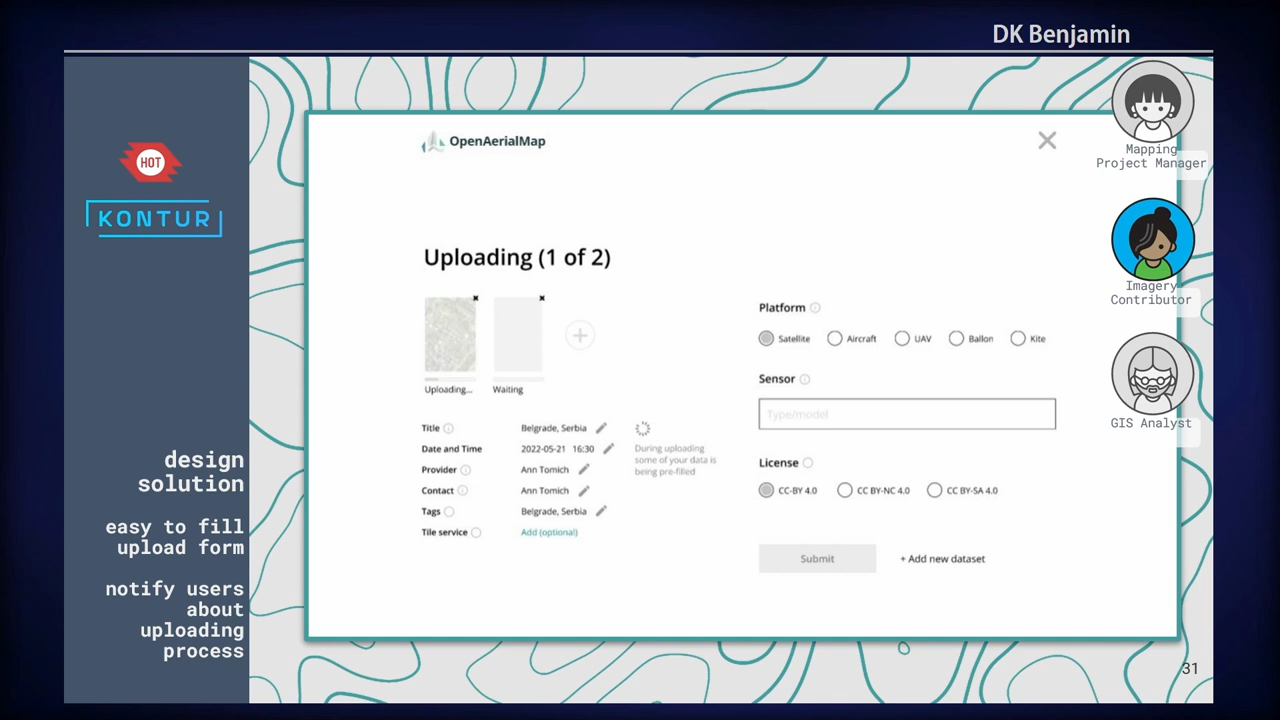 DK Benjamin
HOT
KONTUR
design
solution
easy to fill
upload form
notify users
about
uploading
process
OpenAerialMap
Uploading (1 of 2)
Uploading...
Waiting
Title
Belgrade, Serbia
Date and Time
2022-05-21 16:30
Provider
Ann Tomich
Contact
Ann Tomich
Tags
Belgrade, Serbia
Tile service
Add (optional)
During uploading
some of your data is
being pre-filled
Platform
Satellite
Aircraft
UAV
Ballon
Kite
Sensor
Type/model
License
CC-BY 4.0
CC BY-NC 4.0
CC BY-SA 4.0
Submit
+ Add new dataset
Mapping
Project Manager
Imagery
Contributor
GIS Analyst
31